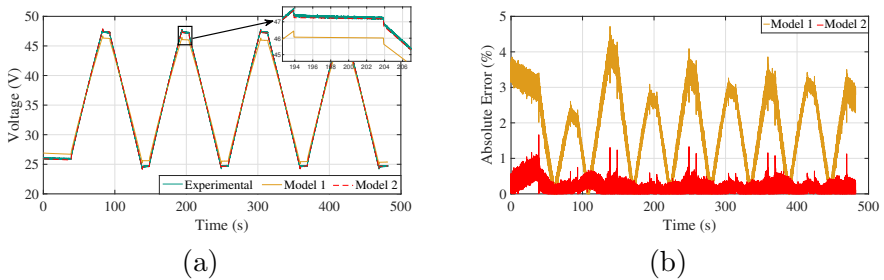 50
45
40
35
30
25
20
Voltage (V)
0 100 200 300 400 500
Time (s)
47
46
45
194 196 198 200 202 204 206
Experimental Model 1 Model 2
(a)
5
4
3
2
1
0
Absolute Error (%)
0 100 200 300 400 500
Time (s)
Model 1 Model 2
(b)